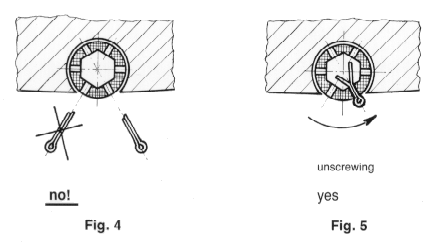 unscrewing
no!
yes
Fig. 4
Fig. 5